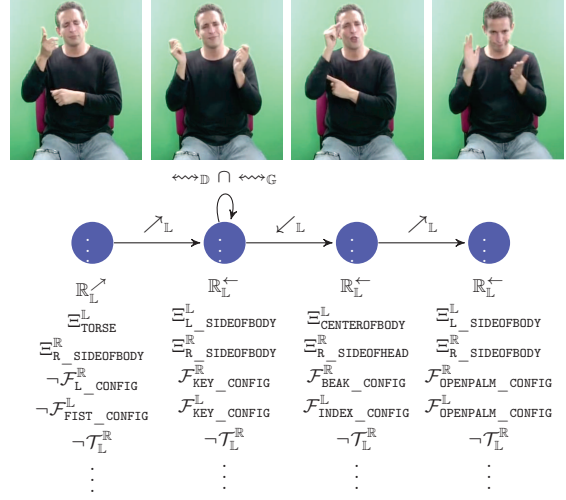 ⇝𝔻 ∩ ⇝𝔾
↗𝕃 ↙𝕃 ↗𝕃
ℝ𝕃↗ ℝ𝕃← ℝ𝕃← ℝ𝕃←
Ξ𝕃TORSE Ξ𝕃L_SIDEOFBODY Ξ𝕃CENTEROFBODY Ξ𝕃L_SIDEOFBODY
ΞℝR_SIDEOFBODY ΞℝR_SIDEOFBODY ΞℝR_SIDEOFHEAD ΞℝR_SIDEOFBODY
¬ℱℝL_CONFIG ℱℝKEY_CONFIG ℱℝBEAK_CONFIG ℱℝOPENPALM_CONFIG
¬ℱ𝕃FIST_CONFIG ℱ𝕃KEY_CONFIG ℱ𝕃INDEX_CONFIG ℱ𝕃OPENPALM_CONFIG
¬𝒯ℝ𝕃 ¬𝒯ℝ𝕃 ¬𝒯ℝ𝕃 ¬𝒯ℝ𝕃